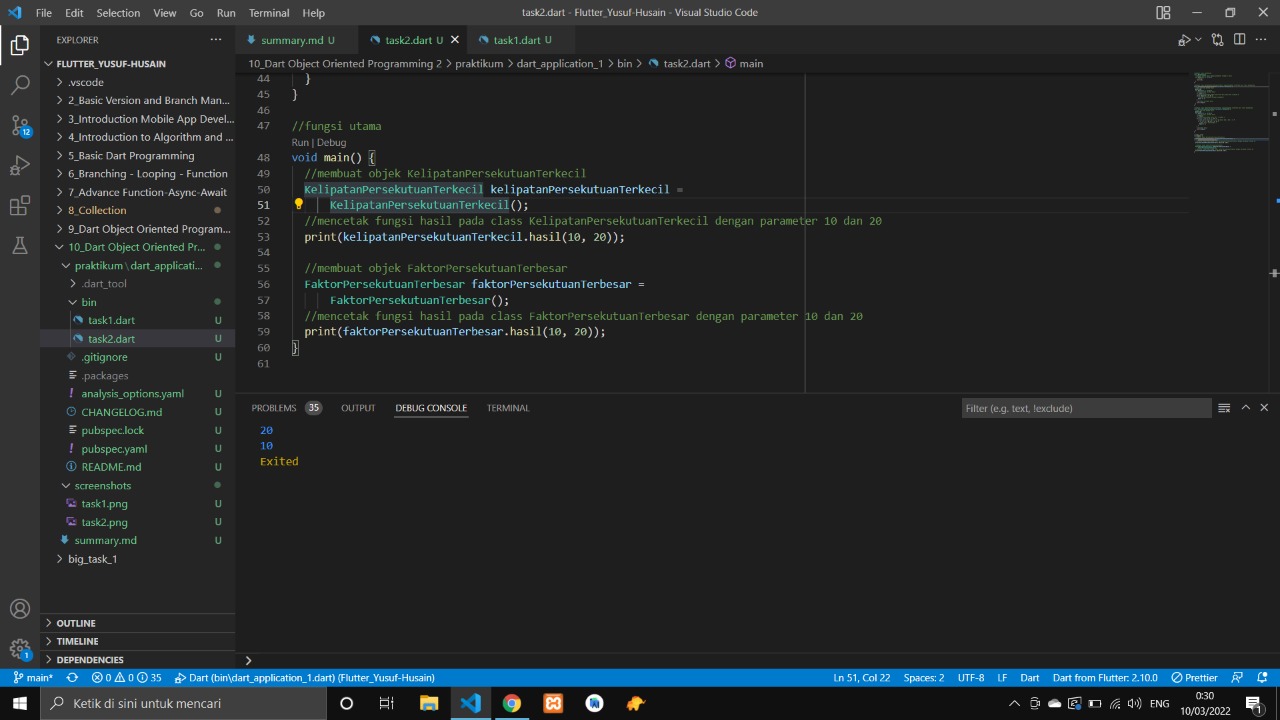 File Edit Selection View Go Run Terminal Help
task2.dart - Flutter_Yusuf-Husain - Visual Studio Code
EXPLORER
FLUTTER_YUSUF-HUSAIN
.vscode
2_Basic Version and Branch Man...
3_Introduction Mobile App Devel...
4_Introduction to Algorithm and ...
5_Basic Dart Programming
6_Branching - Looping - Function
7_Advance Function-Async-Await
8_Collection
9_Dart Object Oriented Program...
10_Dart Object Oriented Pr...
praktikum\dart_applicati...
.dart_tool
bin
task1.dart U
task2.dart U
.gitignore U
.packages
analysis_options.yaml U
CHANGELOG.md U
pubspec.lock U
pubspec.yaml U
README.md U
screenshots
task1.png U
task2.png U
summary.md U
big_task_1
OUTLINE
TIMELINE
DEPENDENCIES
12
1
summary.md U task2.dart U task1.dart U
10_Dart Object Oriented Programming 2 > praktikum > dart_application_1 > bin > task2.dart > main
44 }
45 }
46
47 //fungsi utama
Run | Debug
48 void main() {
49 //membuat objek KelipatanPersekutuanTerkecil
50 KelipatanPersekutuanTerkecil kelipatanPersekutuanTerkecil =
51 KelipatanPersekutuanTerkecil();
52 //mencetak fungsi hasil pada class KelipatanPersekutuanTerkecil dengan parameter 10 dan 20
53 print(kelipatanPersekutuanTerkecil.hasil(10, 20));
54
55 //membuat objek FaktorPersekutuanTerbesar
56 FaktorPersekutuanTerbesar faktorPersekutuanTerbesar =
57 FaktorPersekutuanTerbesar();
58 //mencetak fungsi hasil pada class FaktorPersekutuanTerbesar dengan parameter 10 dan 20
59 print(faktorPersekutuanTerbesar.hasil(10, 20));
60 }
61
PROBLEMS 35 OUTPUT DEBUG CONSOLE TERMINAL
Filter (e.g. text, !exclude)
20
10
Exited
main* 0 0 35 Dart (bin\dart_application_1.dart) (Flutter_Yusuf-Husain)
Ln 51, Col 22 Spaces: 2 UTF-8 LF Dart Dart from Flutter: 2.10.0 Prettier
Ketik di sini untuk mencari
ENG
0:30
10/03/2022
1